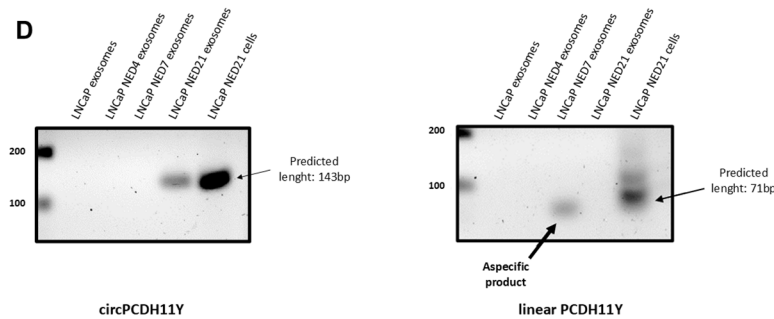 D
LNCaP exosomes
LNCaP NED4 exosomes
LNCaP NED7 exosomes
LNCaP NED21 exosomes
LNCaP NED21 cells
200
100
Predicted
lenght: 143bp
circPCDH11Y
LNCaP exosomes
LNCaP NED4 exosomes
LNCaP NED7 exosomes
LNCaP NED21 exosomes
LNCaP NED21 cells
200
100
Predicted
lenght: 71bp
Aspecific
product
linear PCDH11Y